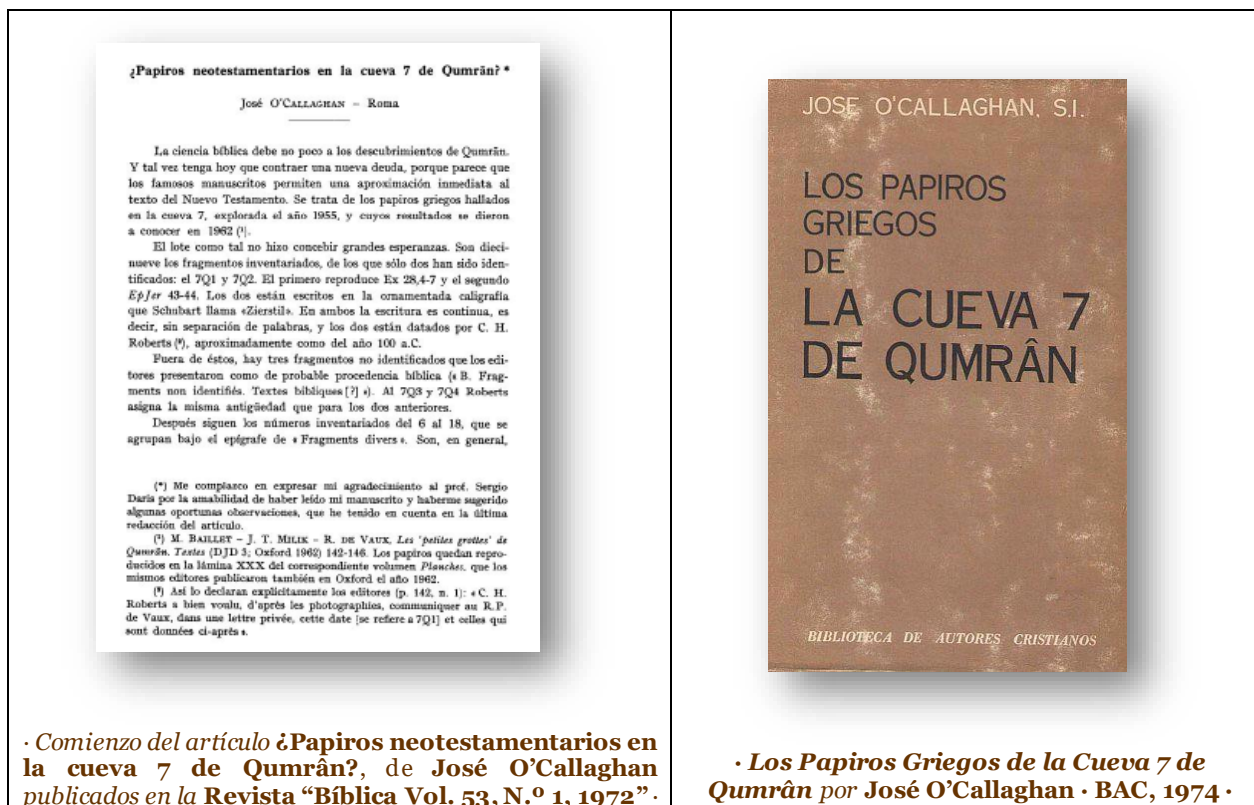 ¿Papiros neotestamentarios en la cueva 7 de Qumrān? *
José O'CALLAGHAN – Roma
La ciencia bíblica debe no poco a los descubrimientos de Qumrān.
Y tal vez tenga hoy que contraer una nueva deuda, porque parece que
los famosos manuscritos permiten una aproximación inmediata al
texto del Nuevo Testamento. Se trata de los papiros griegos hallados
en la cueva 7, explorada el año 1955, y cuyos resultados se dieron
a conocer en 1962 (¹).
El lote como tal no hizo concebir grandes esperanzas. Son dieci-
nueve los fragmentos inventariados, de los que sólo dos han sido iden-
tificados: el 7Q1 y 7Q2. El primero reproduce Ex 28,4-7 y el segundo
EpJer 43-44. Los dos están escritos en la ornamentada caligrafía
que Schubart llama «Zierstil». En ambos la escritura es continua, es
decir, sin separación de palabras, y los dos están datados por C. H.
Roberts (²), aproximadamente como del año 100 a.C.
Fuera de éstos, hay tres fragmentos no identificados que los edi-
tores presentaron como de probable procedencia bíblica (« B. Frag-
ments non identifiés. Textes bibliques [?] »). Al 7Q3 y 7Q4 Roberts
asigna la misma antigüedad que para los dos anteriores.
Después siguen los números inventariados del 6 al 18, que se
agrupan bajo el epígrafe de « Fragments divers ». Son, en general,
(*) Me complazco en expresar mi agradecimiento al prof. Sergio
Daris por la amabilidad de haber leído mi manuscrito y haberme sugerido
algunas oportunas observaciones, que he tenido en cuenta en la última
redacción del artículo.
(¹) M. BAILLET – J. T. MILIK – R. DE VAUX, Les 'petites grottes' de
Qumrān. Textes (DJD 3; Oxford 1962) 142-146. Los papiros quedan repro-
ducidos en la lámina XXX del correspondiente volumen Planches, que los
mismos editores publicaron también en Oxford el año 1962.
(²) Así lo declaran explícitamente los editores (p. 142, n. 1): « C. H.
Roberts a bien voulu, d'après les photographies, communiquer au R.P.
de Vaux, dans une lettre privée, cette date [se refiere a 7Q1] et celles qui
sont données ci-après ».
· Comienzo del artículo ¿Papiros neotestamentarios en
la cueva 7 de Qumrân?, de José O’Callaghan
publicados en la Revista “Bíblica Vol. 53, N.º 1, 1972” ·
JOSE O'CALLAGHAN, S.I.
LOS PAPIROS
GRIEGOS
DE
LA CUEVA 7
DE QUMRÂN
BIBLIOTECA DE AUTORES CRISTIANOS
· Los Papiros Griegos de la Cueva 7 de
Qumrân por José O’Callaghan · BAC, 1974 ·